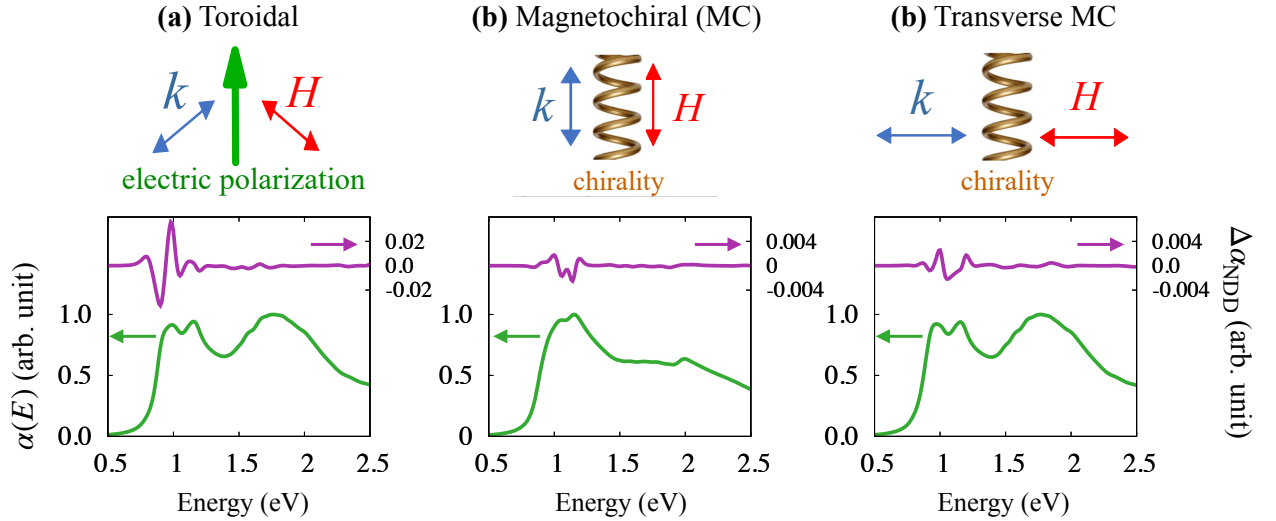 (a) Toroidal
k
H
electric polarization
(b) Magnetochiral (MC)
k
H
chirality
(b) Transverse MC
k
H
chirality
α(E) (arb. unit)
1.0
0.5
0.0
0.02
0.0
-0.02
0.5 1 1.5 2 2.5
Energy (eV)
1.0
0.5
0
0.004
0
-0.004
0.5 1 1.5 2 2.5
Energy (eV)
1.0
0.5
0.0
0.004
0
-0.004
0.5 1 1.5 2 2.5
Energy (eV)
Δα_NDD (arb. unit)